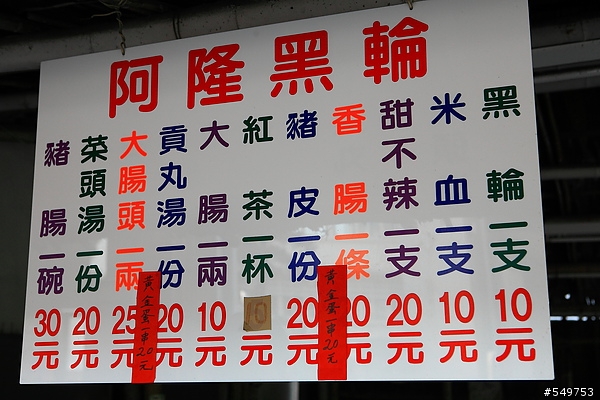 阿隆黑輪
黑輪一支10元
米血一支10元
甜不辣一支20元
香腸一條20元
豬皮一份20元
紅茶一杯10元
大腸一兩10元
貢丸湯一份20元
大腸頭一兩25元
菜頭湯一份20元
豬腸一碗30元
黃金蛋一串20元
黃金蛋一串20元
#549753